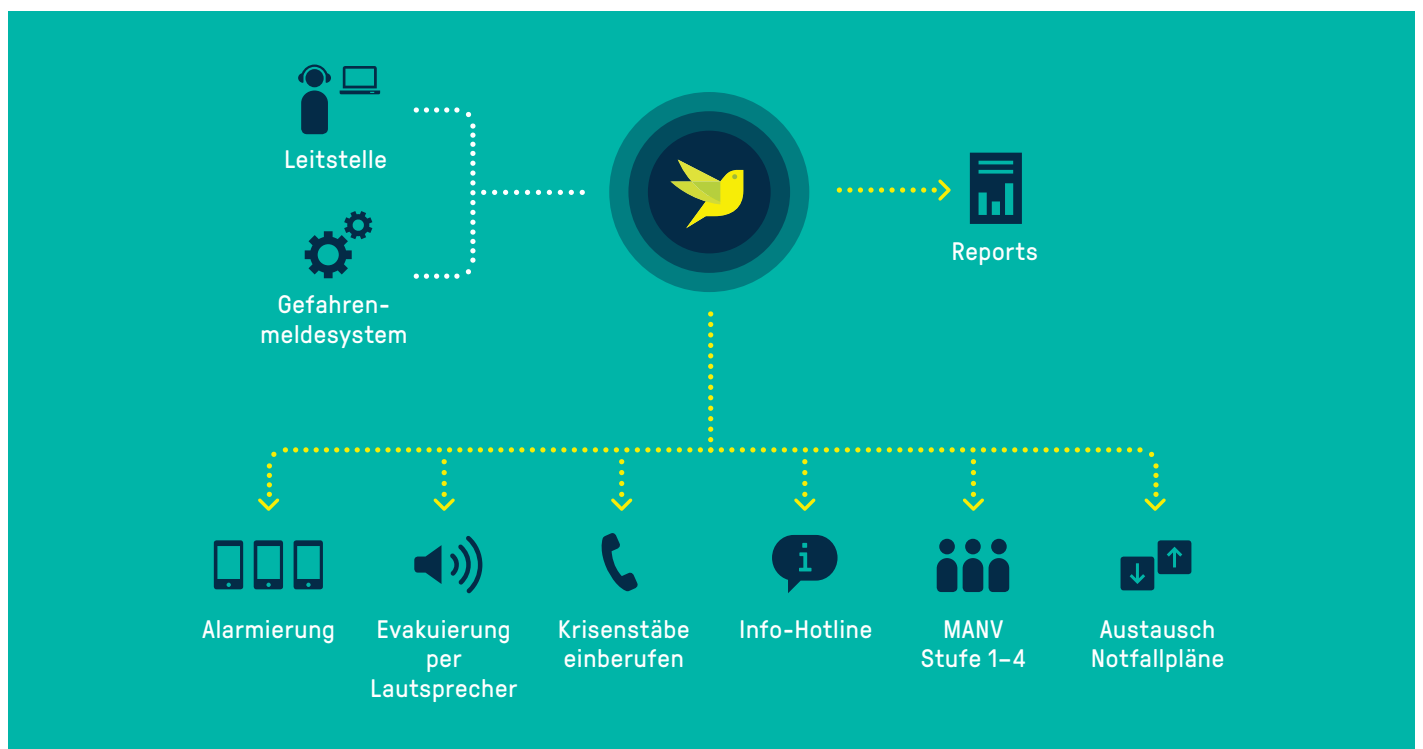 Leitstelle
Gefahren-
meldesystem
Reports
Alarmierung
Evakuierung
per
Lautsprecher
Krisenstäbe
einberufen
Info-Hotline
MANV
Stufe 1–4
Austausch
Notfallpläne